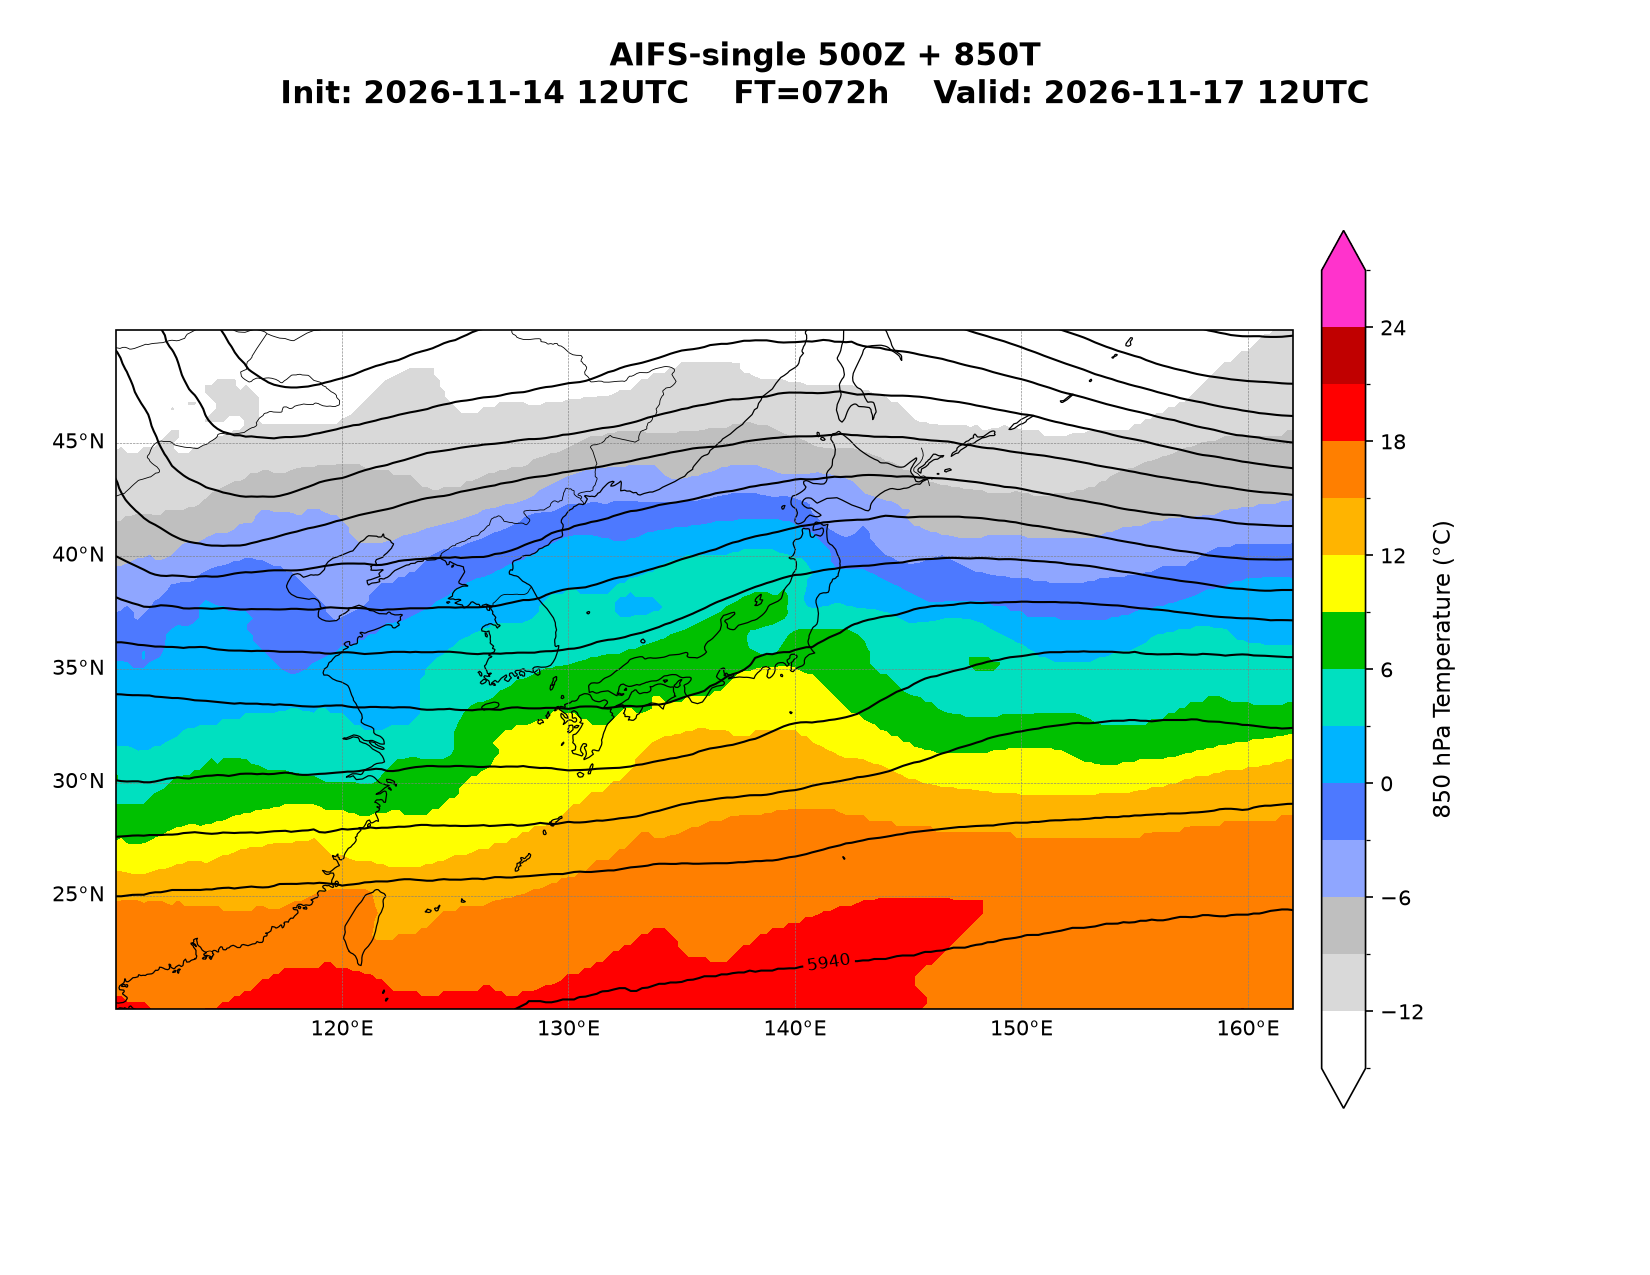 AIFS-single 500Z + 850T
Init: 2026-11-14 12UTC    FT=072h    Valid: 2026-11-17 12UTC
45°N
40°N
35°N
30°N
25°N
120°E
130°E
140°E
150°E
160°E
5940
24
18
12
6
0
−6
−12
850 hPa Temperature (°C)